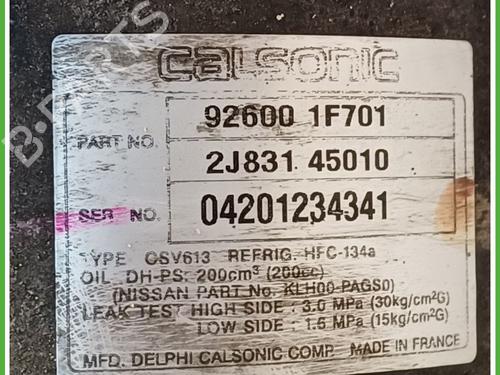 CALSONIC
92600 1F701
PART NO.
2J831 45010
SER NO. 04201234341
TYPE CSV613 REFRIG. HFC-134a
OIL DH-PS: 200cm³ (200cc)
(NISSAN PART No. KLH00-PAGS0)
LEAK TEST HIGH SIDE : 3.0 MPa (30kg/cm²G)
LOW SIDE : 1.5 MPa (15kg/cm²G)
MFD. DELPHI CALSONIC COMP. MADE IN FRANCE
B-PARTS